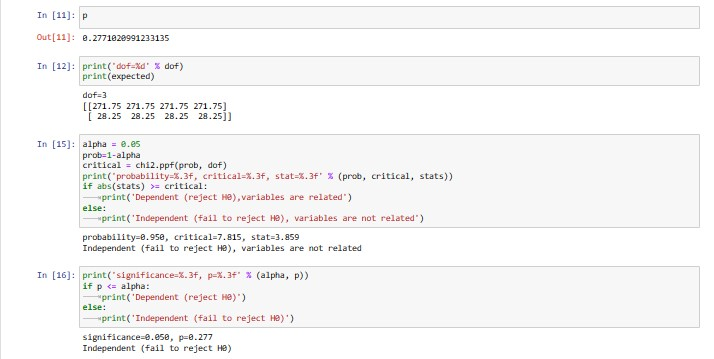 In [11]: p
Out[11]: 0.2771020991233135
In [12]: print('dof=%d' % dof)
print(expected)
dof=3
[[271.75 271.75 271.75 271.75]
[ 28.25  28.25  28.25  28.25]]
In [15]: alpha = 0.05
prob=1-alpha
critical = chi2.ppf(prob, dof)
print('probability=%.3f, critical=%.3f, stat=%.3f' % (prob, critical, stats))
if abs(stats) >= critical:
print('Dependent (reject H0),variables are related')
else:
print('Independent (fail to reject H0), variables are not related')
probability=0.950, critical=7.815, stat=3.859
Independent (fail to reject H0), variables are not related
In [16]: print('significance=%.3f, p=%.3f' % (alpha, p))
if p <= alpha:
print('Dependent (reject H0)')
else:
print('Independent (fail to reject H0)')
significance=0.050, p=0.277
Independent (fail to reject H0)